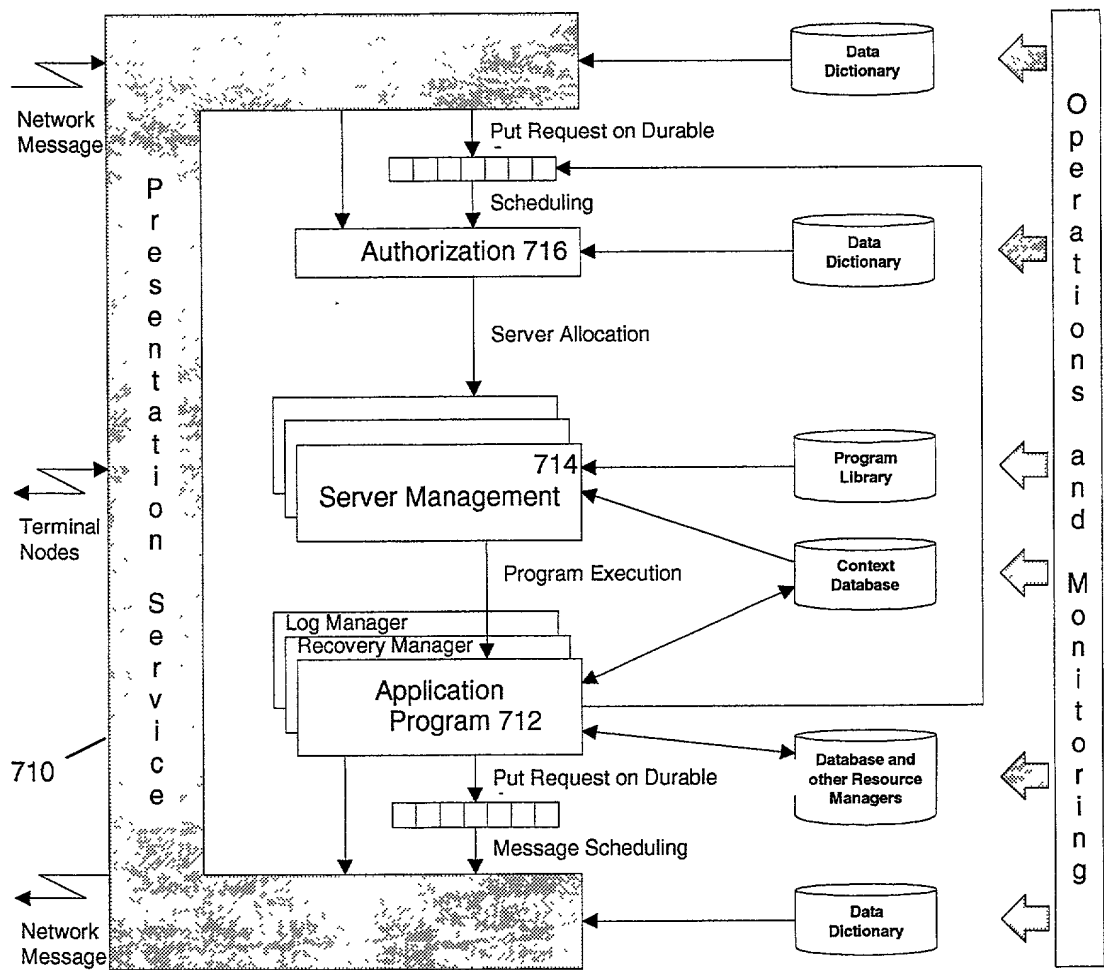 Network
Message
Data
Dictionary
Put Request on Durable
Scheduling
Authorization 716
Data
Dictionary
Server Allocation
714
Server Management
Program
Library
Terminal
Nodes
Program Execution
Context
Database
Log Manager
Recovery Manager
Application
Program 712
710
Put Request on Durable
Database and
other Resource
Managers
Message Scheduling
Network
Message
Data
Dictionary
Presentation Service
Operations and Monitoring